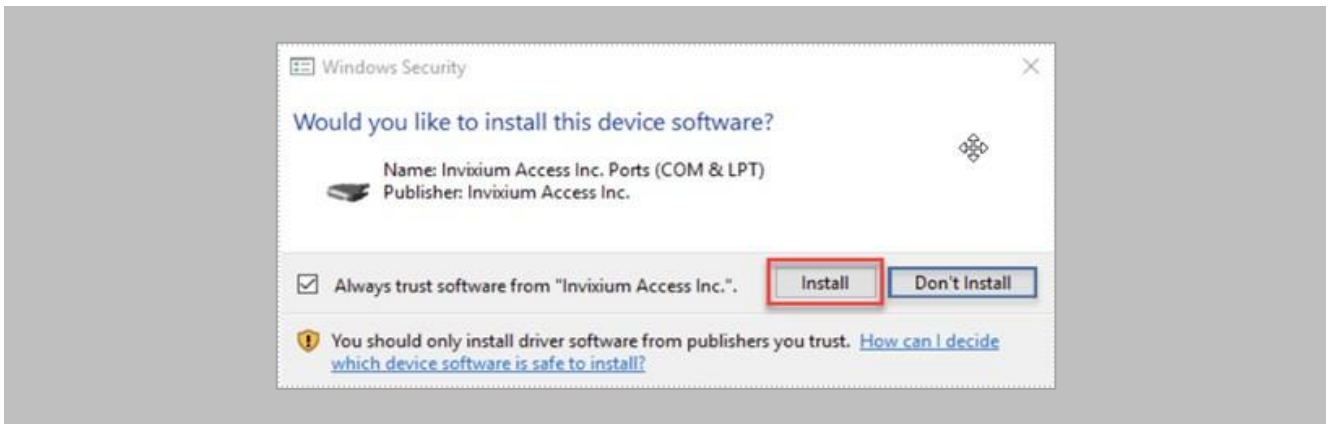 Windows Security
Would you like to install this device software?
Name: Invixium Access Inc. Ports (COM & LPT)
Publisher: Invixium Access Inc.
Always trust software from "Invixium Access Inc.".
Install
Don't Install
You should only install driver software from publishers you trust. How can I decide
which device software is safe to install?